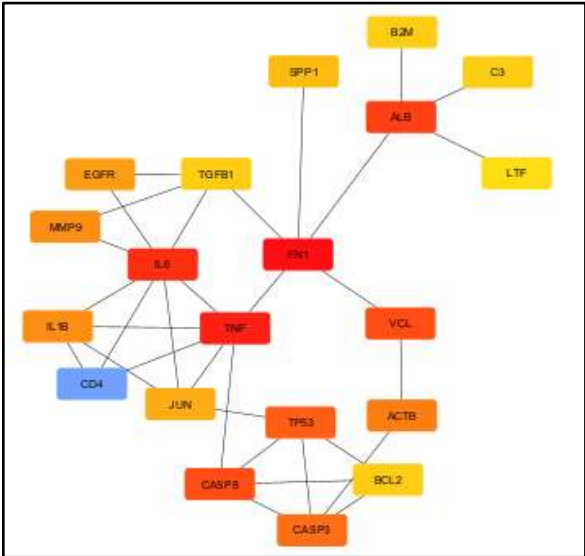 B2M
SPP1
C3
ALB
EGFR
TGFB1
LTF
MMP9
IL6
FN1
IL1B
TNF
VCL
CD4
JUN
TP53
ACTB
CASP8
BCL2
CASP3